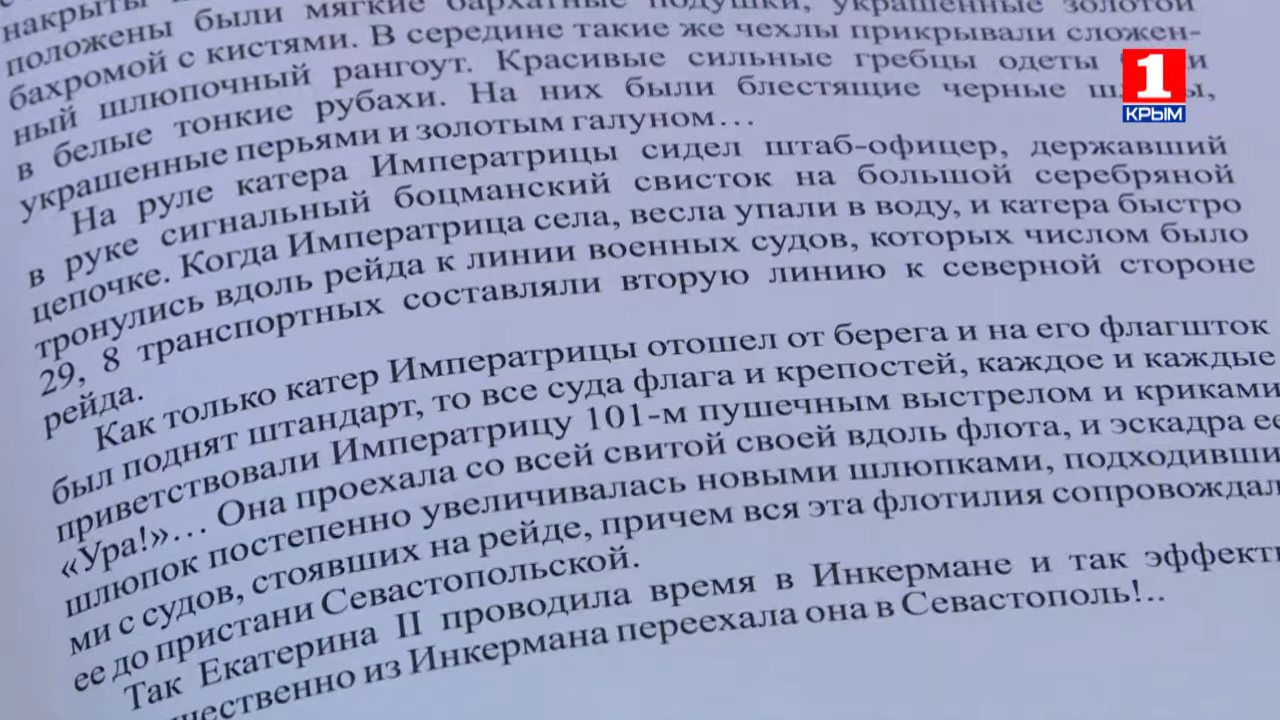 накрыты
положены были мягкие бархатные подушки, украшенные золотой
бахромой с кистями. В середине такие же чехлы прикрывали сложен-
ный шлюпочный рангоут. Красивые сильные гребцы одеты
в белые тонкие рубахи. На них были блестящие черные
украшенные перьями и золотым галуном…
На руле катера Императрицы сидел штаб-офицер, державший
в руке сигнальный боцманский свисток на большой серебряной
цепочке. Когда Императрица села, весла упали в воду, и катера быстро
тронулись вдоль рейда к линии военных судов, которых числом было
29, 8 транспортных составляли вторую линию к северной стороне
рейда.
Как только катер Императрицы отошел от берега и на его флагшток
был поднят штандарт, то все суда флага и крепостей, каждое и каждые
приветствовали Императрицу 101-м пушечным выстрелом и криками
«Ура!»… Она проехала со всей свитой своей вдоль флота, и эскадра ее
шлюпок постепенно увеличивалась новыми шлюпками, подходивши
ми с судов, стоявших на рейде, причем вся эта флотилия сопровождал
ее до пристани Севастопольской.
Так Екатерина II проводила время в Инкермане и так эффект
щественно из Инкермана переехала она в Севастополь!..
1
КРЫМ